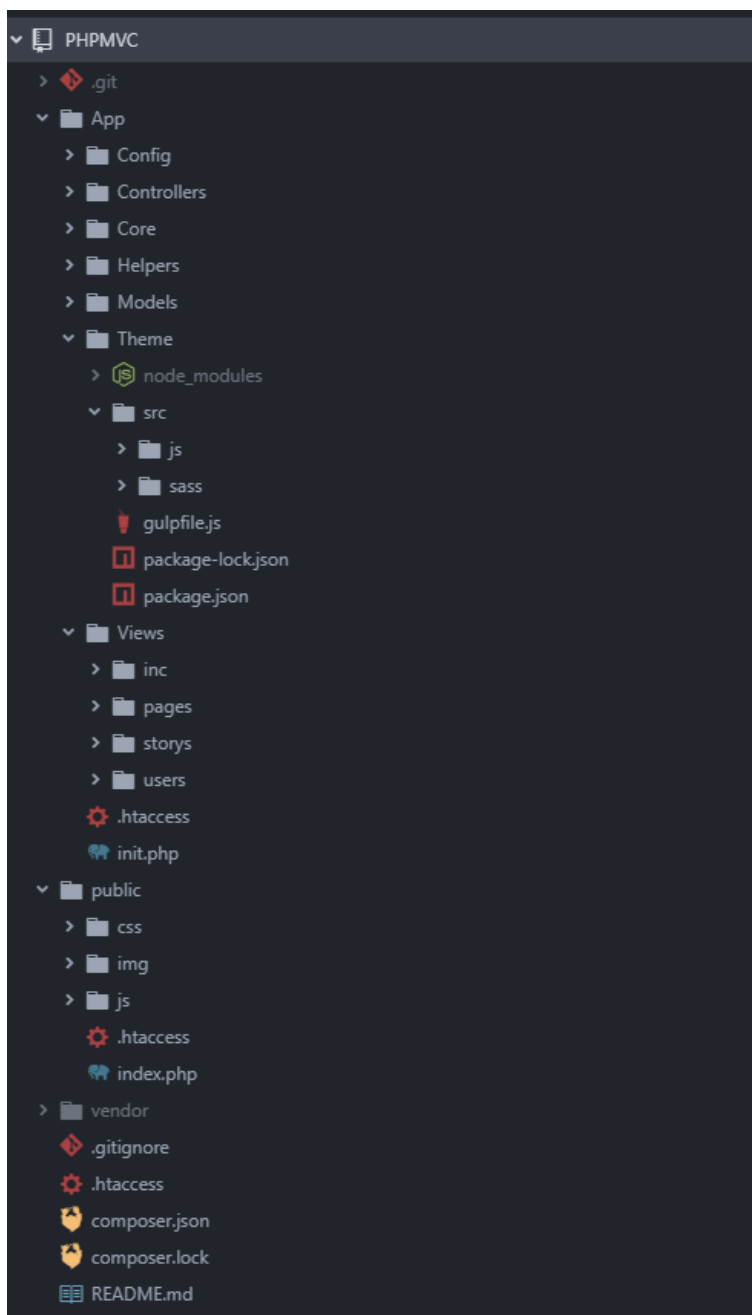 PHPMVC
.git
App
Config
Controllers
Core
Helpers
Models
Theme
node_modules
src
js
sass
gulpfile.js
package-lock.json
package.json
Views
inc
pages
storys
users
.htaccess
init.php
public
css
img
js
.htaccess
index.php
vendor
.gitignore
.htaccess
composer.json
composer.lock
README.md